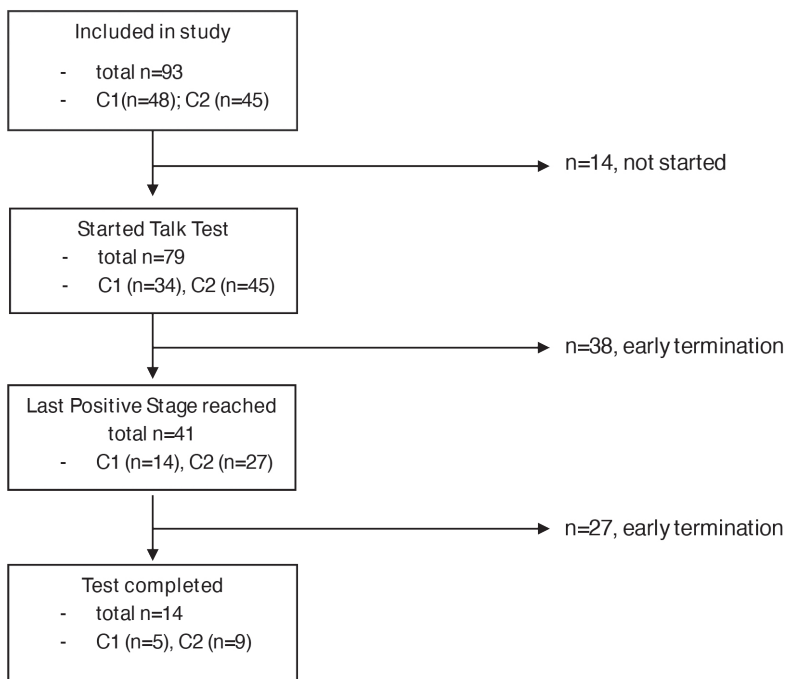 Included in study
- total n=93
- C1(n=48); C2 (n=45)
n=14, not started
Started Talk Test
- total n=79
- C1 (n=34), C2 (n=45)
n=38, early termination
Last Positive Stage reached
total n=41
- C1 (n=14), C2 (n=27)
n=27, early termination
Test completed
- total n=14
- C1 (n=5), C2 (n=9)